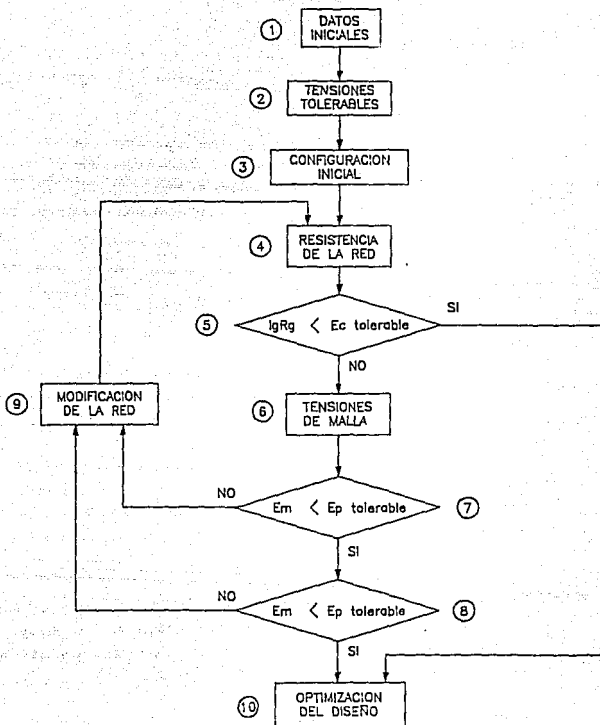 ① DATOS
INICIALES
② TENSIONES
TOLERABLES
③ CONFIGURACION
INICIAL
④ RESISTENCIA
DE LA RED
⑤ IgRg < Ec tolerable
SI
NO
⑨ MODIFICACION
DE LA RED
⑥ TENSIONES
DE MALLA
NO
Em < Ep tolerable ⑦
SI
NO
Em < Ep tolerable ⑧
SI
⑩ OPTIMIZACION
DEL DISEÑO